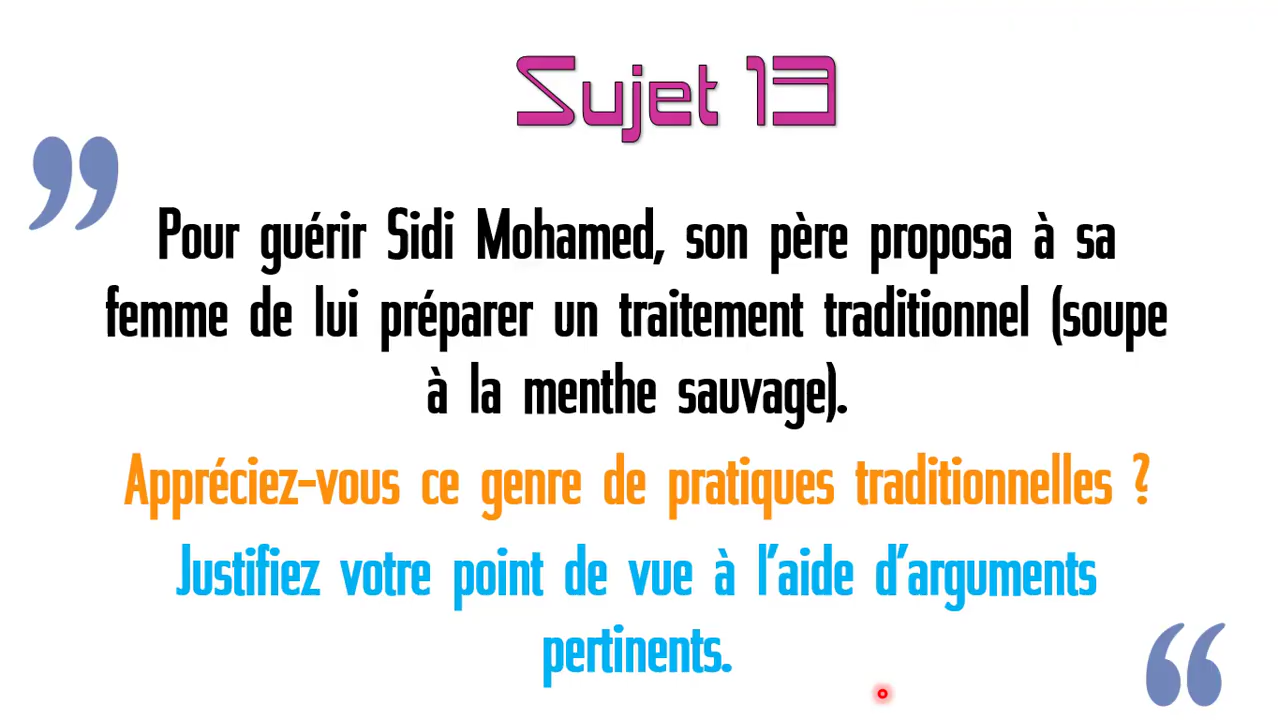 Sujet 13
Pour guérir Sidi Mohamed, son père proposa à sa
femme de lui préparer un traitement traditionnel (soupe
à la menthe sauvage).
Appréciez-vous ce genre de pratiques traditionnelles ?
Justifiez votre point de vue à l'aide d'arguments
pertinents.